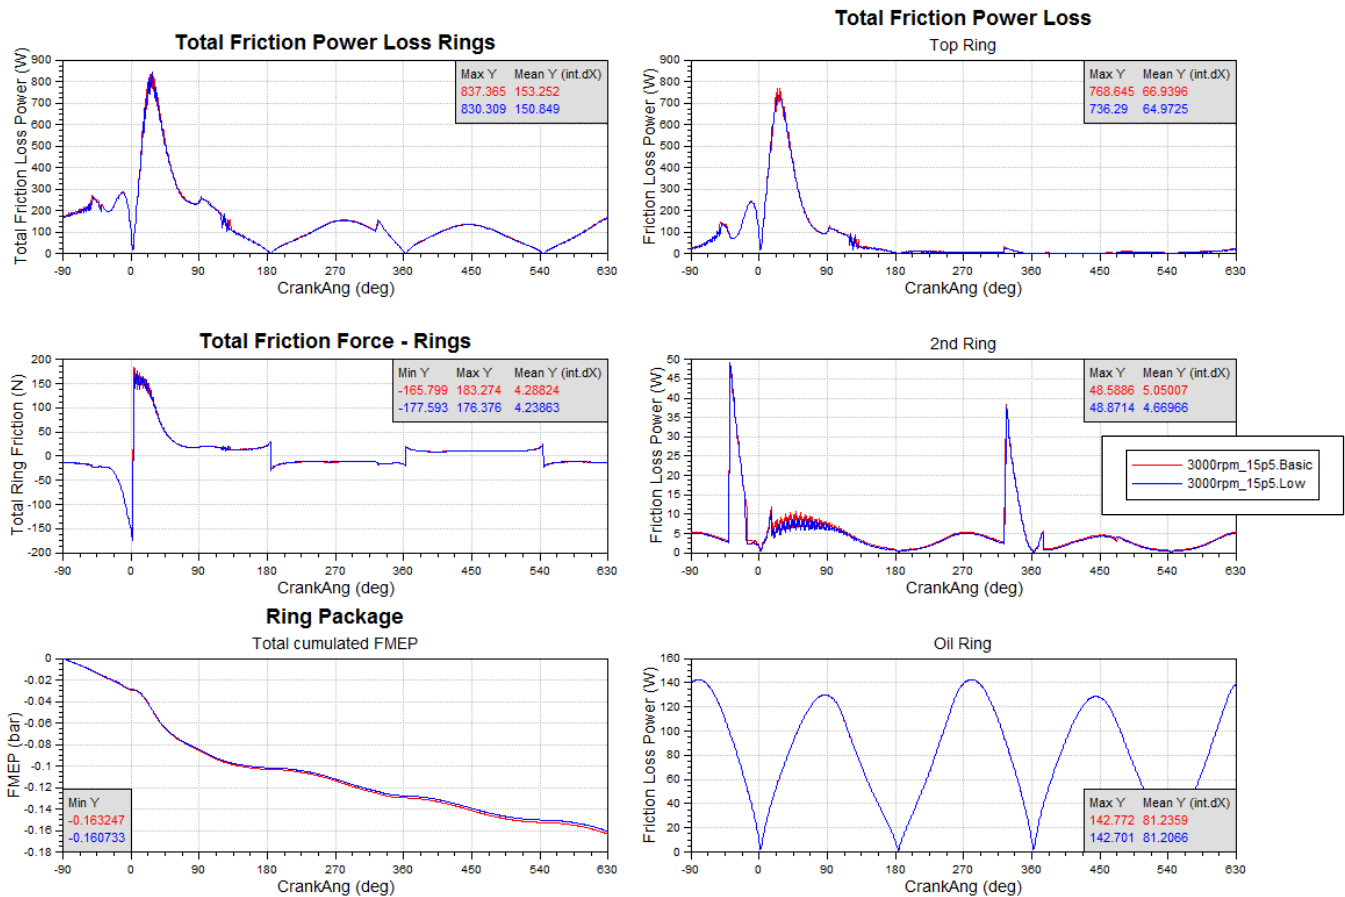 Total Friction Power Loss Rings
Total Friction Loss Power (W)
900
800
700
600
500
400
300
200
100
0
Max Y Mean Y (int.dX)
837.365 153.252
830.309 150.849
-90 0 90 180 270 360 450 540 630
CrankAng (deg)
Total Friction Power Loss
Top Ring
Friction Loss Power (W)
900
800
700
600
500
400
300
200
100
0
Max Y Mean Y (int.dX)
768.645 66.9396
736.29 64.9725
-90 0 90 180 270 360 450 540 630
CrankAng (deg)
Total Friction Force - Rings
Total Ring Friction (N)
200
150
100
50
0
-50
-100
-150
-200
Min Y Max Y Mean Y (int.dX)
-165.799 183.274 4.28824
-177.593 176.376 4.23863
-90 0 90 180 270 360 450 540 630
CrankAng (deg)
2nd Ring
Friction Loss Power (W)
50
45
40
35
30
25
20
15
10
5
0
Max Y Mean Y (int.dX)
48.5886 5.05007
48.8714 4.66966
3000rpm_15p5.Basic
3000rpm_15p5.Low
-90 0 90 180 270 360 450 540 630
CrankAng (deg)
Ring Package
Total cumulated FMEP
FMEP (bar)
0
-0.02
-0.04
-0.06
-0.08
-0.1
-0.12
-0.14
-0.16
-0.18
Min Y
-0.163247
-0.160733
-90 0 90 180 270 360 450 540 630
CrankAng (deg)
Oil Ring
Friction Loss Power (W)
160
140
120
100
80
60
40
20
0
Max Y Mean Y (int.dX)
142.772 81.2359
142.701 81.2066
-90 0 90 180 270 360 450 540 630
CrankAng (deg)